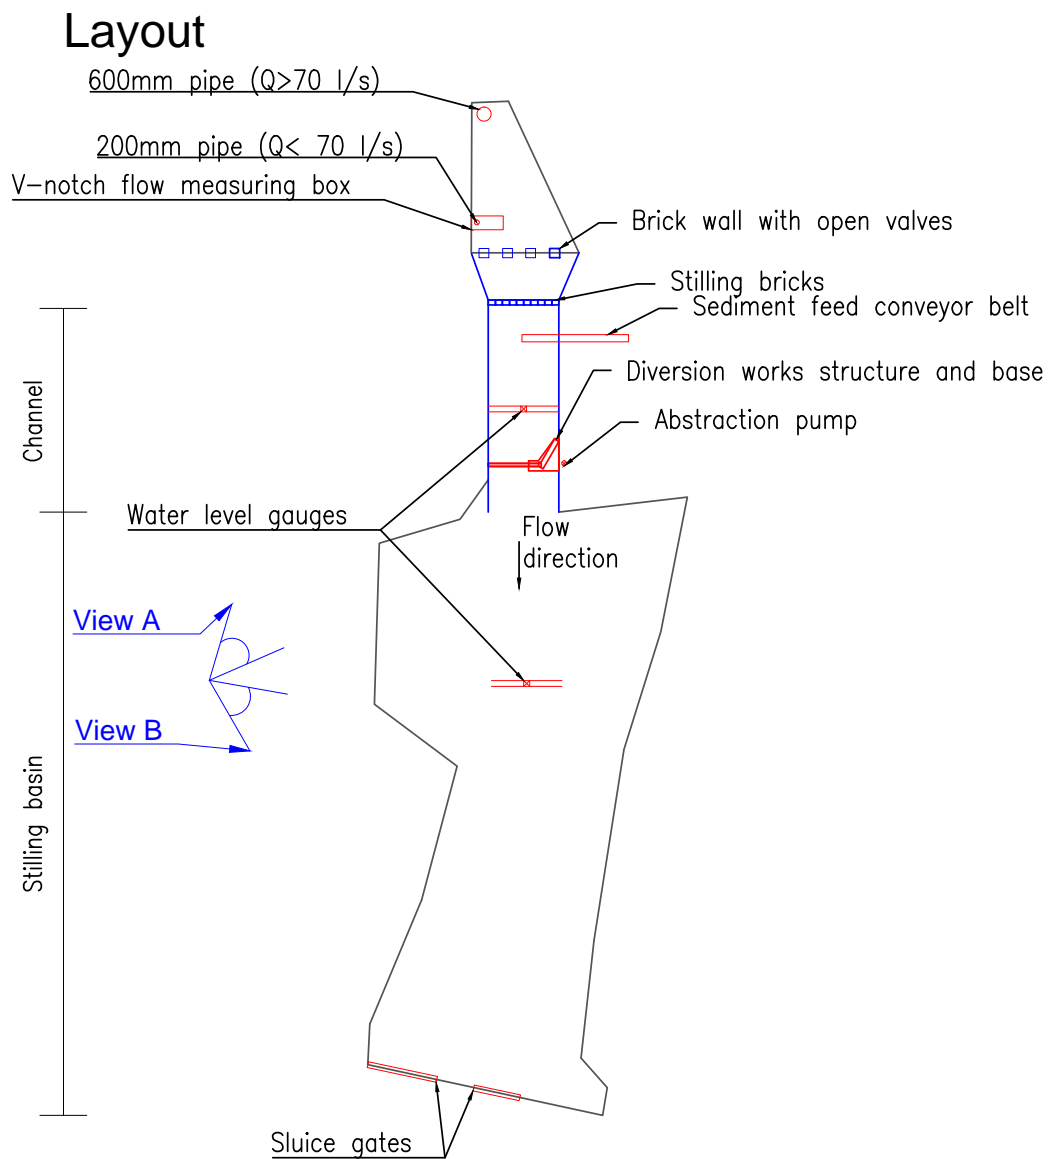 Layout
600mm pipe (Q>70 l/s)
200mm pipe (Q< 70 l/s)
V-notch flow measuring box
Brick wall with open valves
Stilling bricks
Sediment feed conveyor belt
Diversion works structure and base
Channel
Abstraction pump
Water level gauges
Flow
direction
View A
View B
Stilling basin
Sluice gates